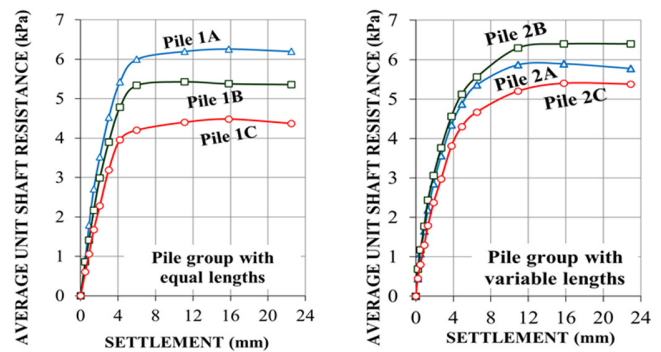 AVERAGE UNIT SHAFT RESISTANCE (kPa)
7
6
5
4
3
2
1
0
Pile 1A
Pile 1B
Pile 1C
Pile group with
equal lengths
0 4 8 12 16 20 24
SETTLEMENT (mm)
AVERAGE UNIT SHAFT RESISTANCE (kPa)
7
6
5
4
3
2
1
0
Pile 2B
Pile 2A
Pile 2C
Pile group with
variable lengths
0 4 8 12 16 20 24
SETTLEMENT (mm)